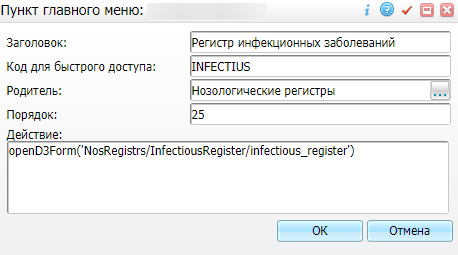 Пункт главного меню:
Заголовок: Регистр инфекционных заболеваний
Код для быстрого доступа: INFECTIUS
Родитель: Нозологические регистры ...
Порядок: 25
Действие:
openD3Form('NosRegistrs/InfectiousRegister/infectious_register')
ОК Отмена